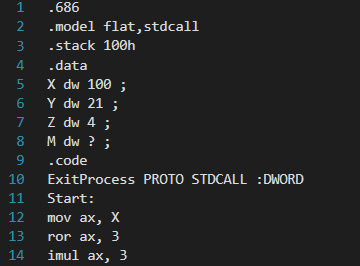 1 .686
2 .model flat,stdcall
3 .stack 100h
4 .data
5 X dw 100 ;
6 Y dw 21 ;
7 Z dw 4 ;
8 M dw ? ;
9 .code
10 ExitProcess PROTO STDCALL :DWORD
11 Start:
12 mov ax, X
13 ror ax, 3
14 imul ax, 3